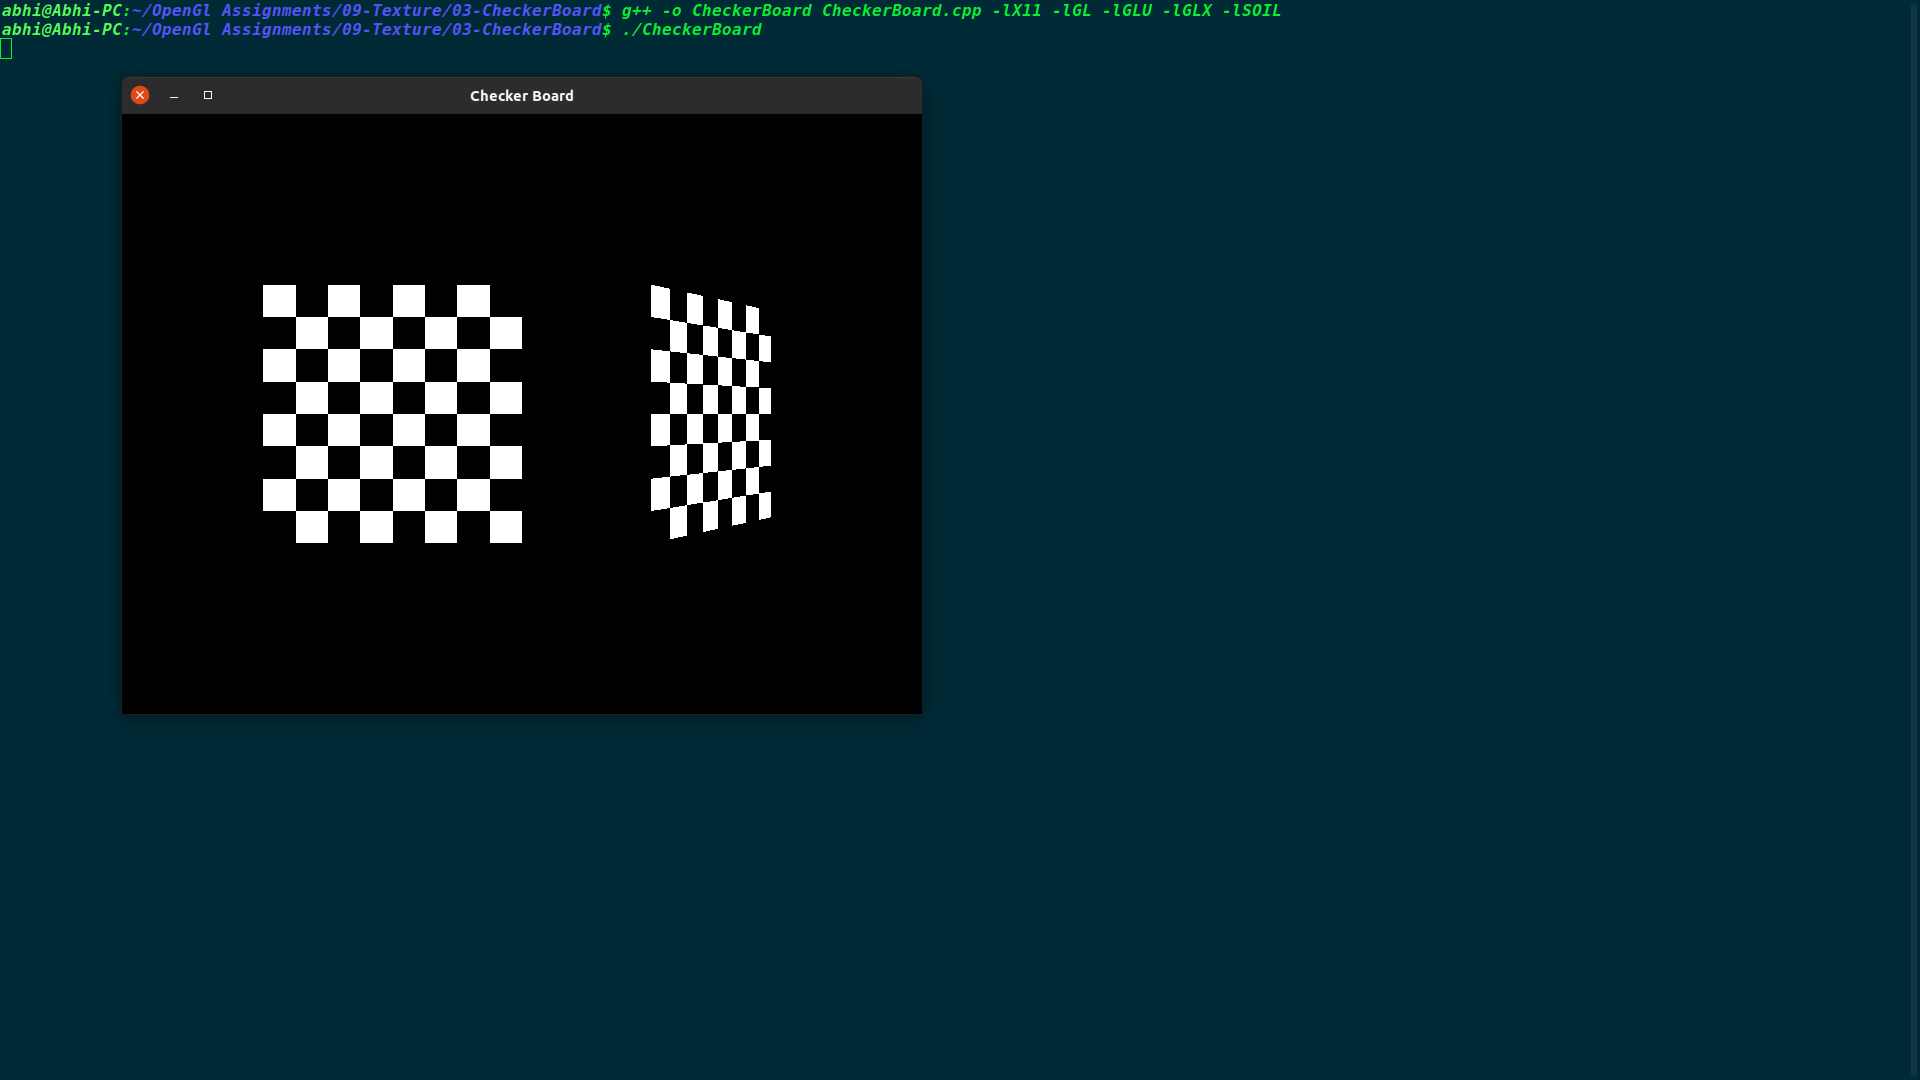 abhi@Abhi-PC:~/OpenGl Assignments/09-Texture/03-CheckerBoard$ g++ -o CheckerBoard CheckerBoard.cpp -lX11 -lGL -lGLU -lGLX -lSOIL
abhi@Abhi-PC:~/OpenGl Assignments/09-Texture/03-CheckerBoard$ ./CheckerBoard
Checker Board